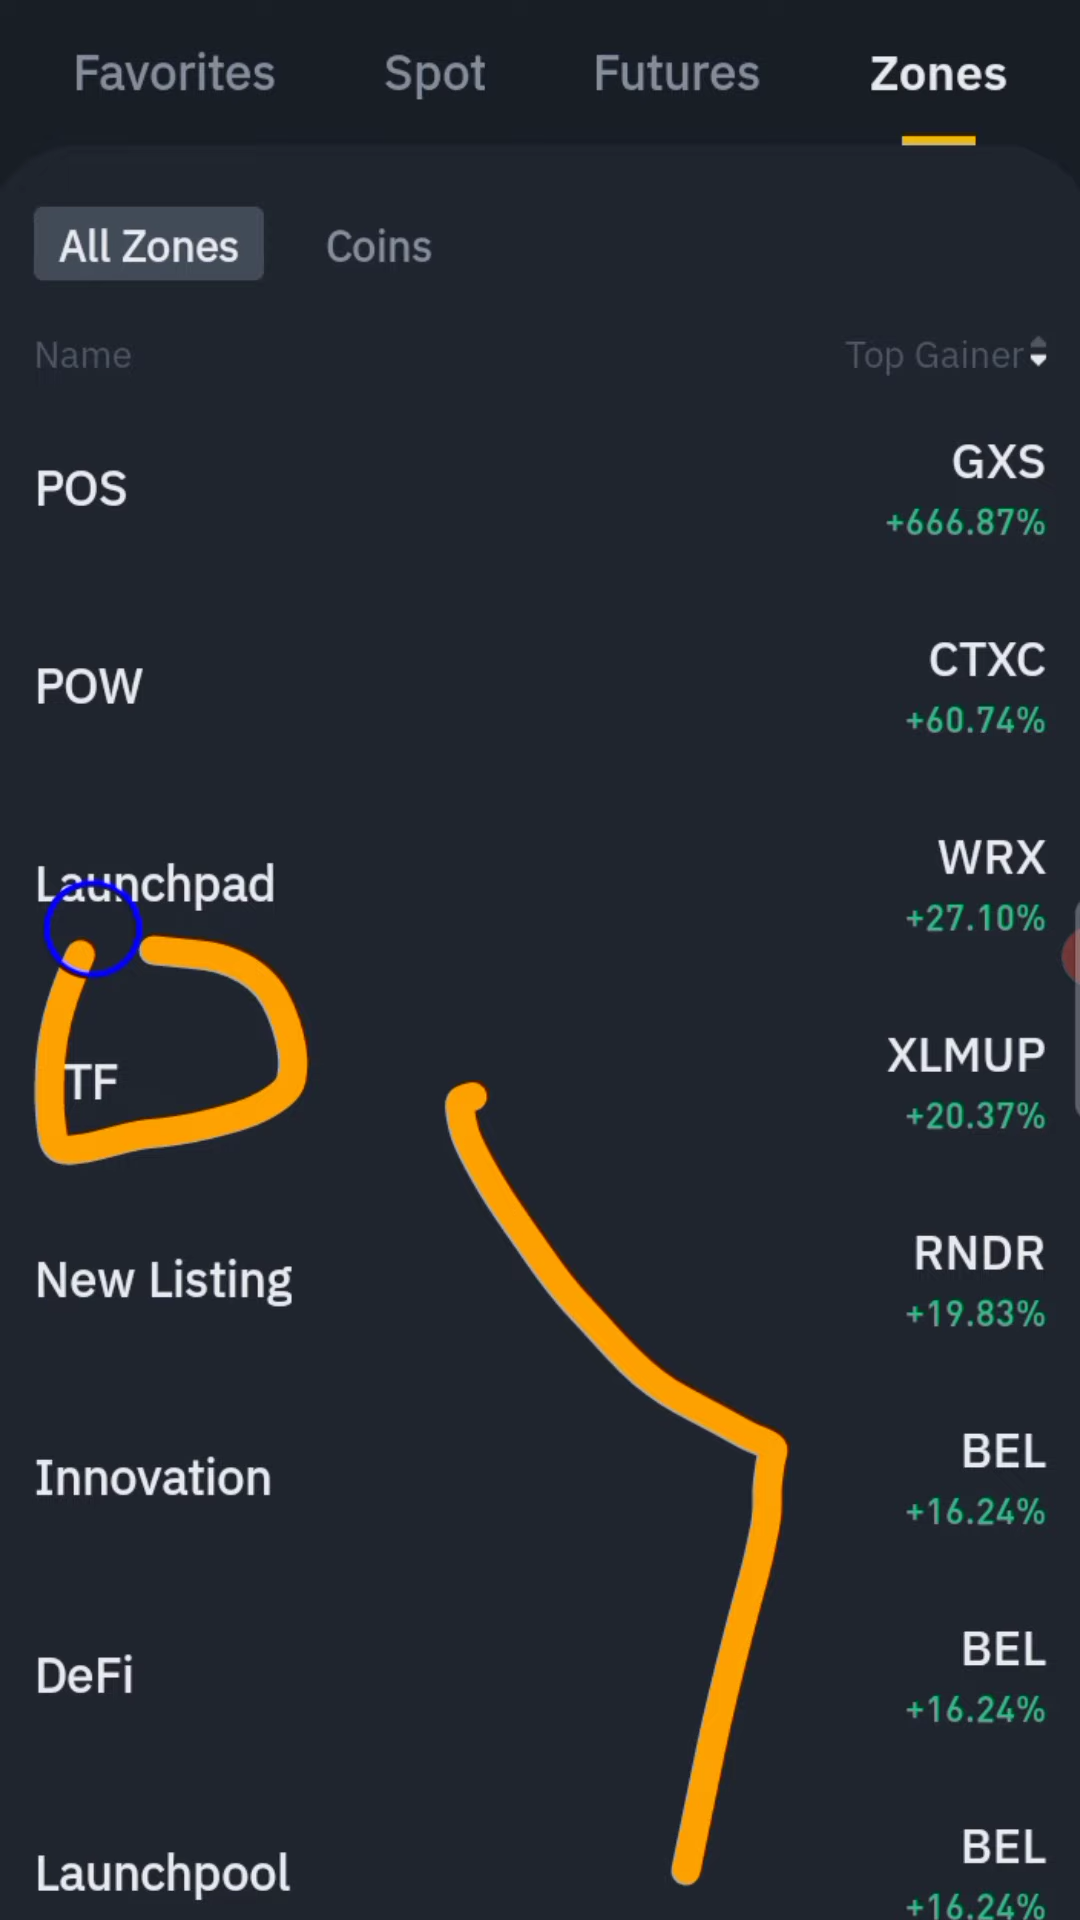 Favorites Spot Futures Zones
All Zones Coins
Name Top Gainer
GXS
POS
+666.87%
CTXC
POW
+60.74%
WRX
Launchpad
+27.10%
XLMUP
TF
+20.37%
RNDR
New Listing
+19.83%
BEL
Innovation
+16.24%
BEL
DeFi
+16.24%
BEL
Launchpool
+16.24%